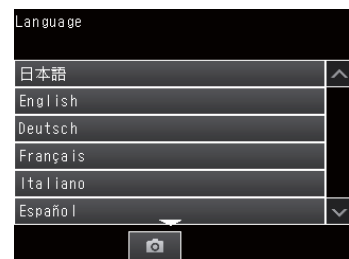 Language
日本語
English
Deutsch
Français
Italiano
Español